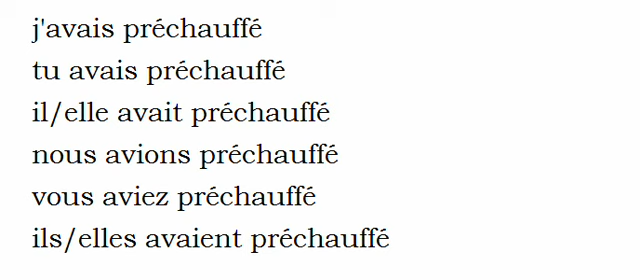 j'avais préchauffé
tu avais préchauffé
il/elle avait préchauffé
nous avions préchauffé
vous aviez préchauffé
ils/elles avaient préchauffé